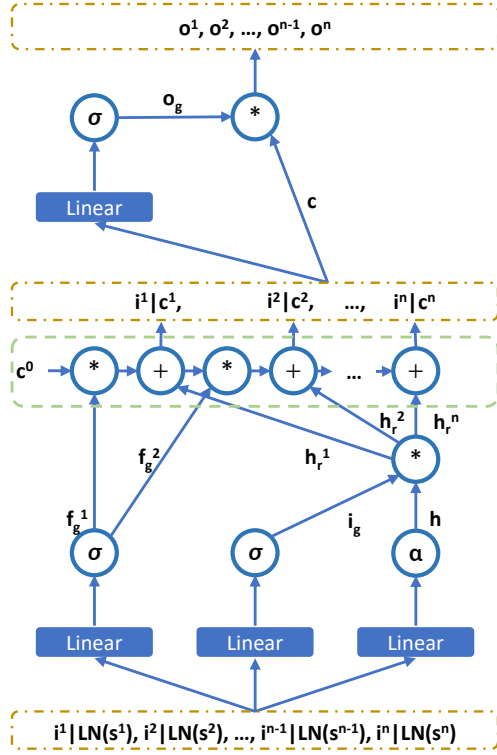 o¹, o², ..., oⁿ⁻¹, oⁿ
σ
o_g
*
Linear
c
i¹|c¹, i²|c², ..., iⁿ|cⁿ
c⁰ * + * + ... +
f_g¹ f_g² h_r¹ h_r² h_rⁿ
*
i_g h
σ σ α
Linear Linear Linear
i¹|LN(s¹), i²|LN(s²), ..., iⁿ⁻¹|LN(sⁿ⁻¹), iⁿ|LN(sⁿ)